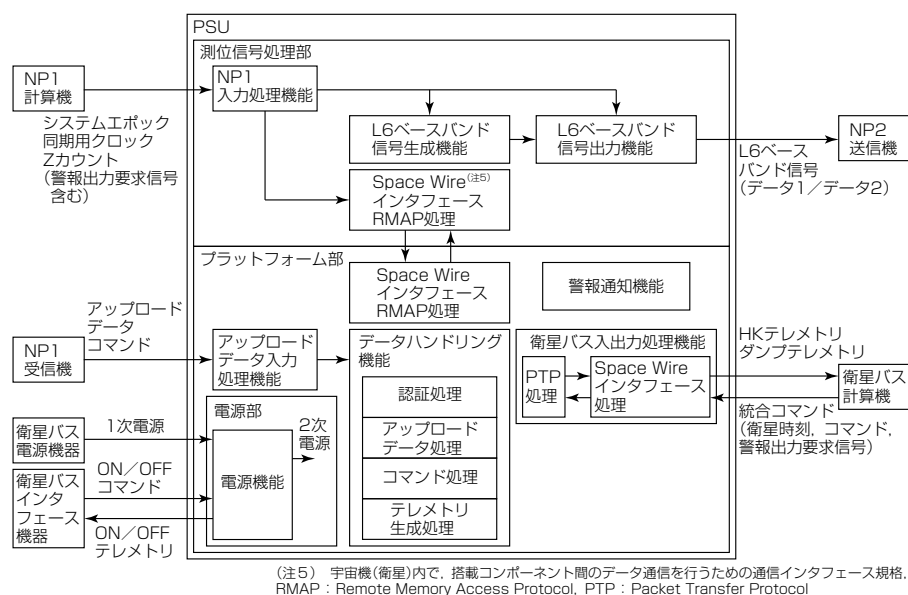 PSU
測位信号処理部
NP1
計算機
システムエポック
同期用クロック
Zカウント
(警報出力要求信号
含む)
NP1
入力処理機能
L6ベースバンド
信号生成機能
L6ベースバンド
信号出力機能
L6ベース
バンド信号
(データ1/データ2)
NP2
送信機
Space Wire(注5)
インタフェース
RMAP処理
プラットフォーム部
Space Wire
インタフェース
RMAP処理
警報通知機能
アップロード
データ
コマンド
NP1
受信機
アップロード
データ入力
処理機能
データハンドリング
機能
認証処理
アップロード
データ処理
コマンド処理
テレメトリ
生成処理
衛星バス入出力処理機能
PTP
処理
Space Wire
インタフェース
処理
HKテレメトリ
ダンプテレメトリ
衛星バス
計算機
統合コマンド
(衛星時刻,コマンド,
警報出力要求信号)
衛星バス
電源機器
1次電源
電源部
電源機能
2次
電源
衛星バス
インタ
フェース
機器
ON/OFF
コマンド
ON/OFF
テレメトリ
(注5) 宇宙機(衛星)内で,搭載コンポーネント間のデータ通信を行うための通信インタフェース規格。
RMAP:Remote Memory Access Protocol, PTP:Packet Transfer Protocol